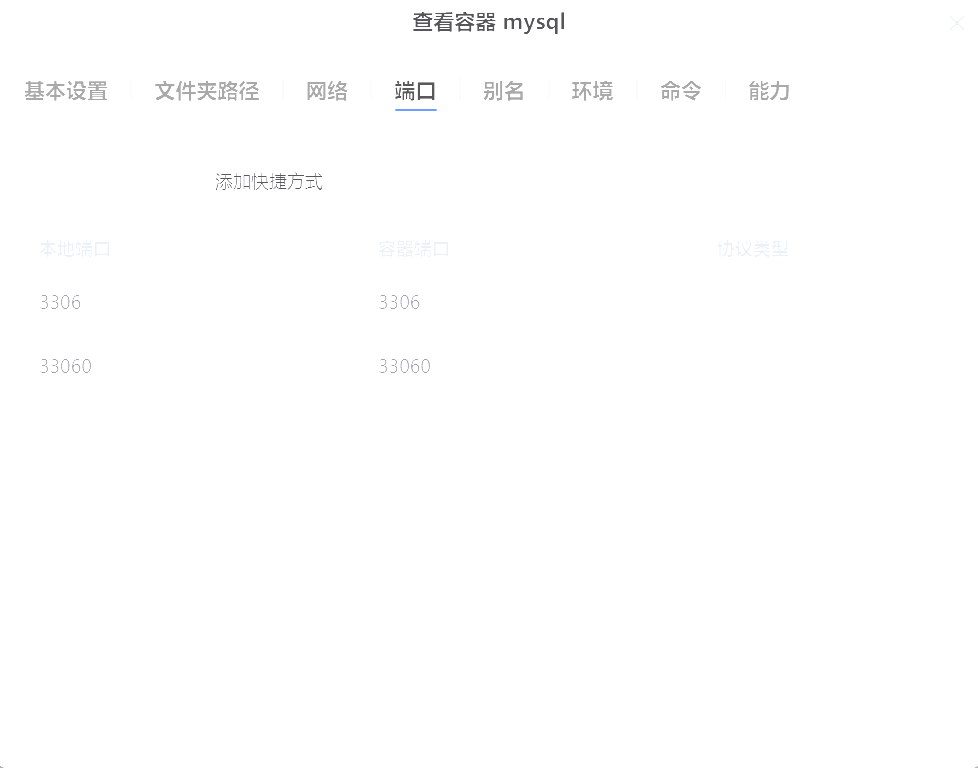 查看容器 mysql
基本设置 文件夹路径 网络 端口 别名 环境 命令 能力
添加快捷方式
本地端口 容器端口 协议类型
3306 3306
33060 33060